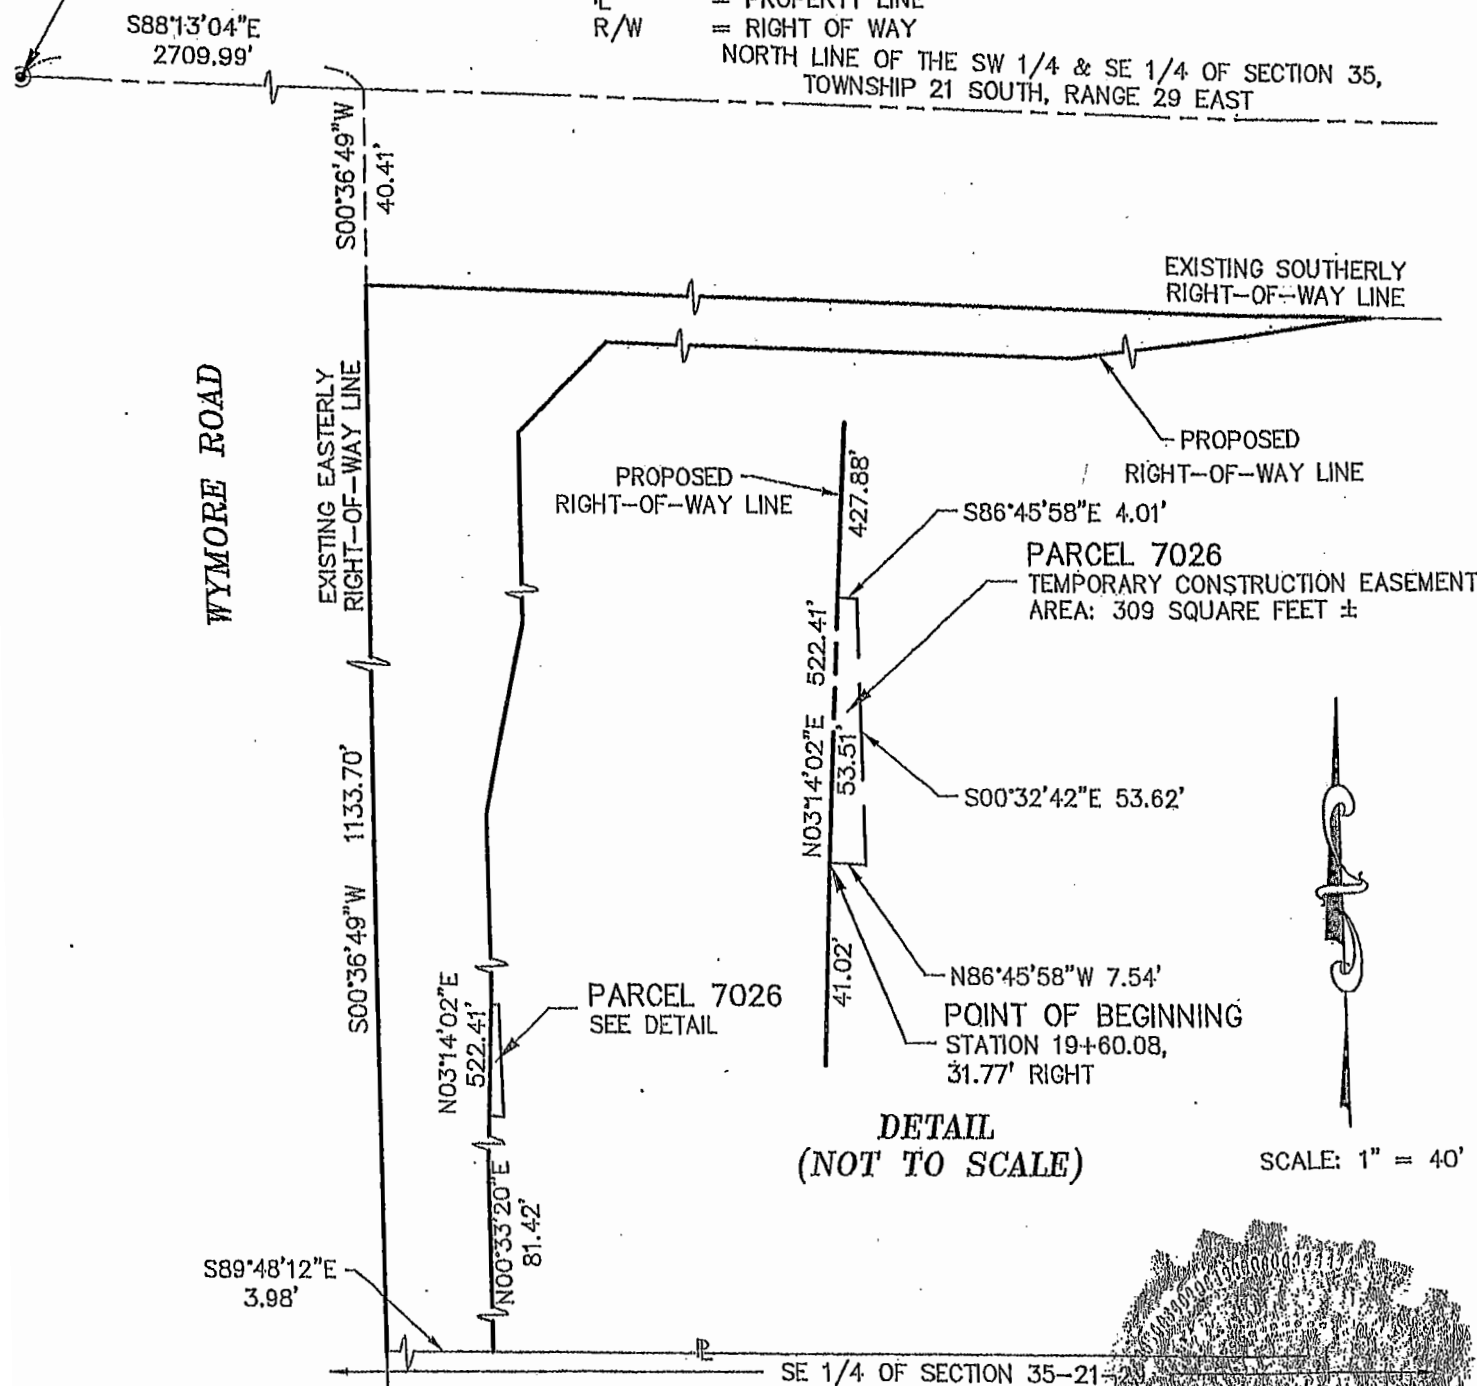 = PROPERTY LINE
R/W = RIGHT OF WAY
S88°13'04"E
2709.99'
NORTH LINE OF THE SW 1/4 & SE 1/4 OF SECTION 35,
TOWNSHIP 21 SOUTH, RANGE 29 EAST
S00°36'49"W
40.41'
EXISTING SOUTHERLY
RIGHT-OF-WAY LINE
WYMORE ROAD
EXISTING EASTERLY
RIGHT-OF-WAY LINE
PROPOSED
RIGHT-OF-WAY LINE
PROPOSED
RIGHT-OF-WAY LINE
427.88'
S86°45'58"E 4.01'
PARCEL 7026
TEMPORARY CONSTRUCTION EASEMENT
AREA: 309 SQUARE FEET ±
N03°14'02"E 522.41'
53.51'
S00°32'42"E 53.62'
S00°36'49"W 1133.70'
N86°45'58"W 7.54'
41.02'
POINT OF BEGINNING
STATION 19+60.08,
31.77' RIGHT
N03°14'02"E
522.41'
PARCEL 7026
SEE DETAIL
DETAIL
(NOT TO SCALE)
SCALE: 1" = 40'
N00°33'20"E
81.42'
S89°48'12"E
3.98'
SE 1/4 OF SECTION 35-21-29